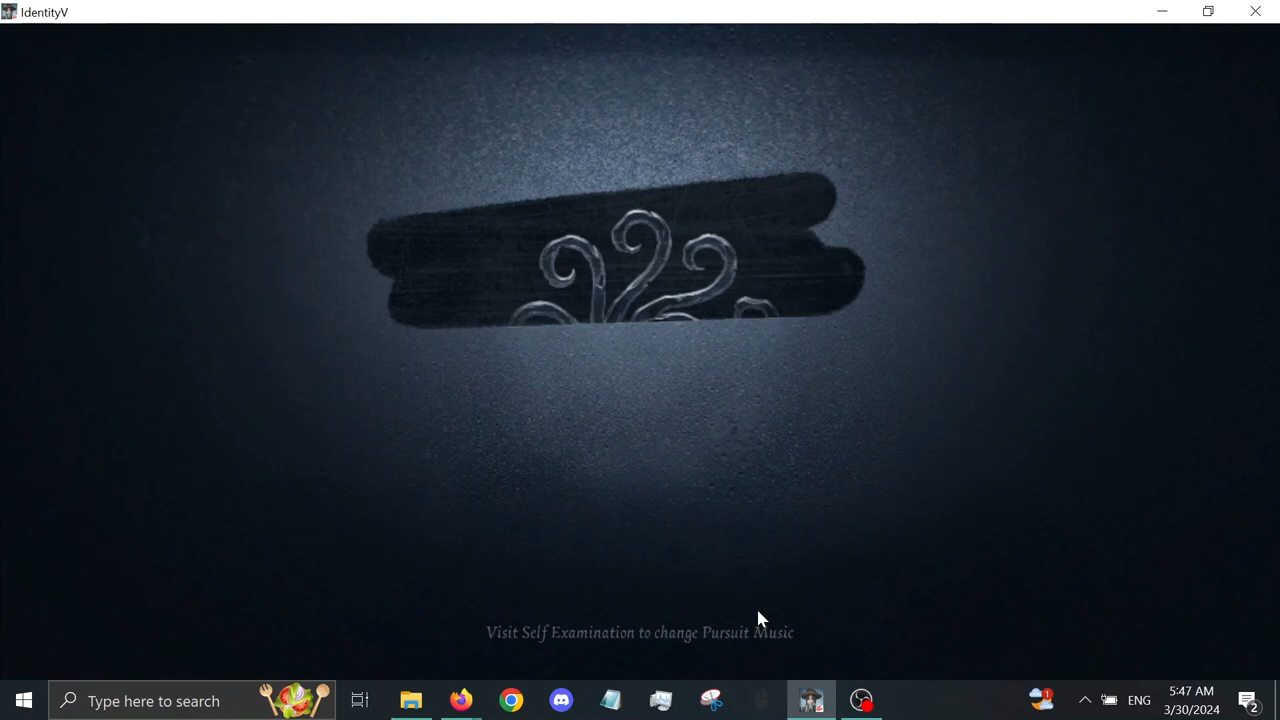 IdentityV
Visit Self Examination to change Pursuit Music
Type here to search
1
ENG
5:47 AM
3/30/2024
2